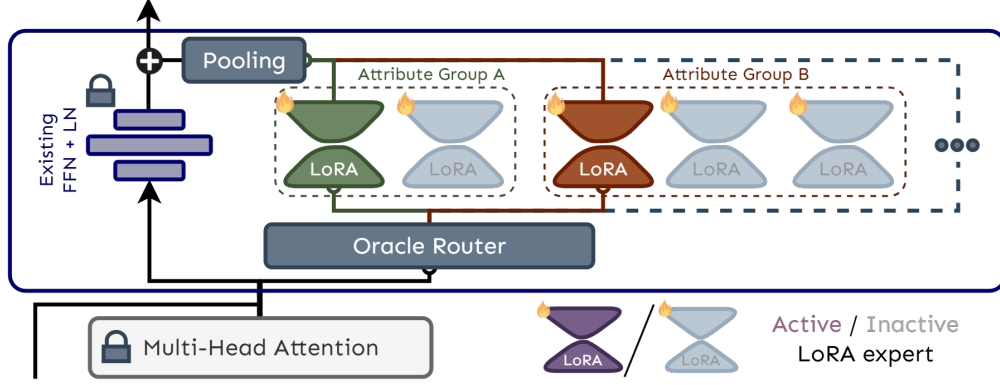 Pooling
Attribute Group A
Attribute Group B
Existing
FFN + LN
LoRA
LoRA
LoRA
LoRA
LoRA
Oracle Router
Multi-Head Attention
LoRA
/
LoRA
Active / Inactive
LoRA expert